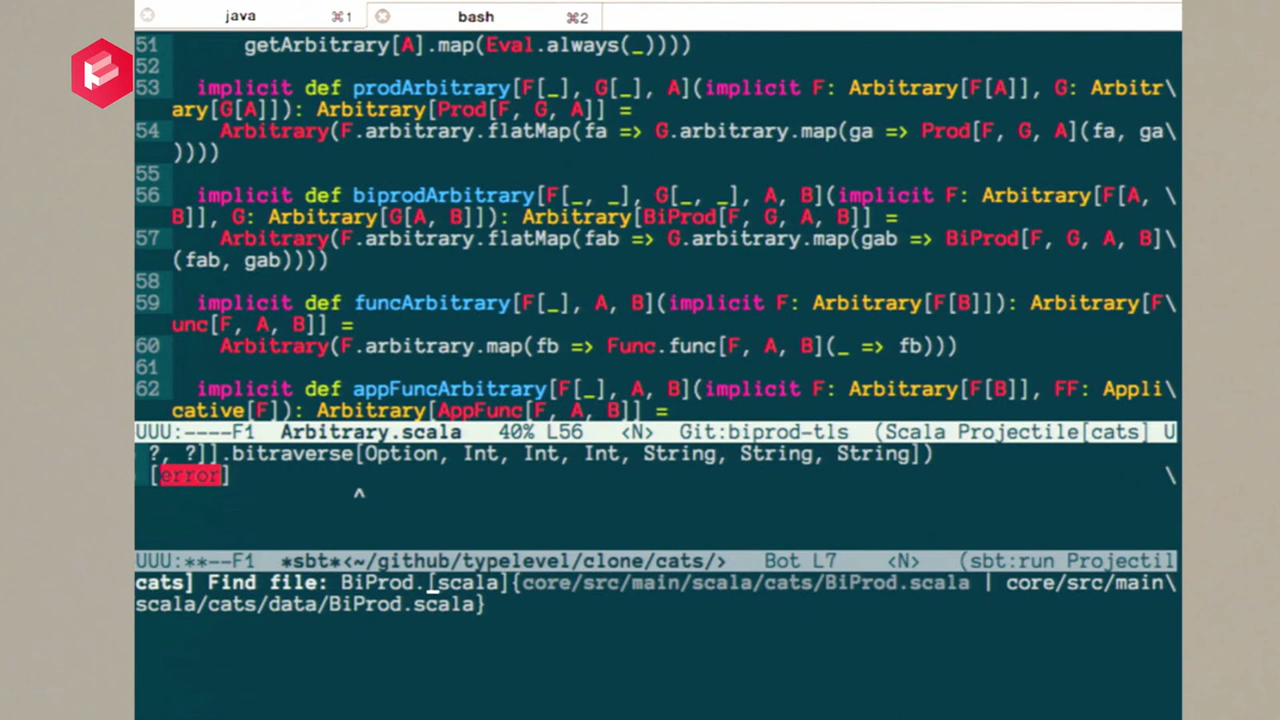 java ⌘1 bash ⌘2
51 getArbitrary[A].map(Eval.always(_))))
52
53 implicit def prodArbitrary[F[_], G[_], A](implicit F: Arbitrary[F[A]], G: Arbitr\
ary[G[A]]): Arbitrary[Prod[F, G, A]] =
54 Arbitrary(F.arbitrary.flatMap(fa => G.arbitrary.map(ga => Prod[F, G, A](fa, ga\
))))
55
56 implicit def biprodArbitrary[F[_, _], G[_, _], A, B](implicit F: Arbitrary[F[A, \
B]], G: Arbitrary[G[A, B]]): Arbitrary[BiProd[F, G, A, B]] =
57 Arbitrary(F.arbitrary.flatMap(fab => G.arbitrary.map(gab => BiProd[F, G, A, B]\
(fab, gab))))
58
59 implicit def funcArbitrary[F[_], A, B](implicit F: Arbitrary[F[B]]): Arbitrary[F\
unc[F, A, B]] =
60 Arbitrary(F.arbitrary.map(fb => Func.func[F, A, B](_ => fb)))
61
62 implicit def appFuncArbitrary[F[_], A, B](implicit F: Arbitrary[F[B]], FF: Appli\
cative[F]): Arbitrary[AppFunc[F, A, B]] =
UUU:----F1 Arbitrary.scala 40% L56 <N> Git:biprod-tls (Scala Projectile[cats] U
?, ?]].bitraverse[Option, Int, Int, Int, String, String, String])
[error] \
^
UUU:**--F1 *sbt*<~/github/typelevel/clone/cats/> Bot L7 <N> (sbt:run Projectil
cats] Find file: BiProd.[scala]{core/src/main/scala/cats/BiProd.scala | core/src/main\
scala/cats/data/BiProd.scala}